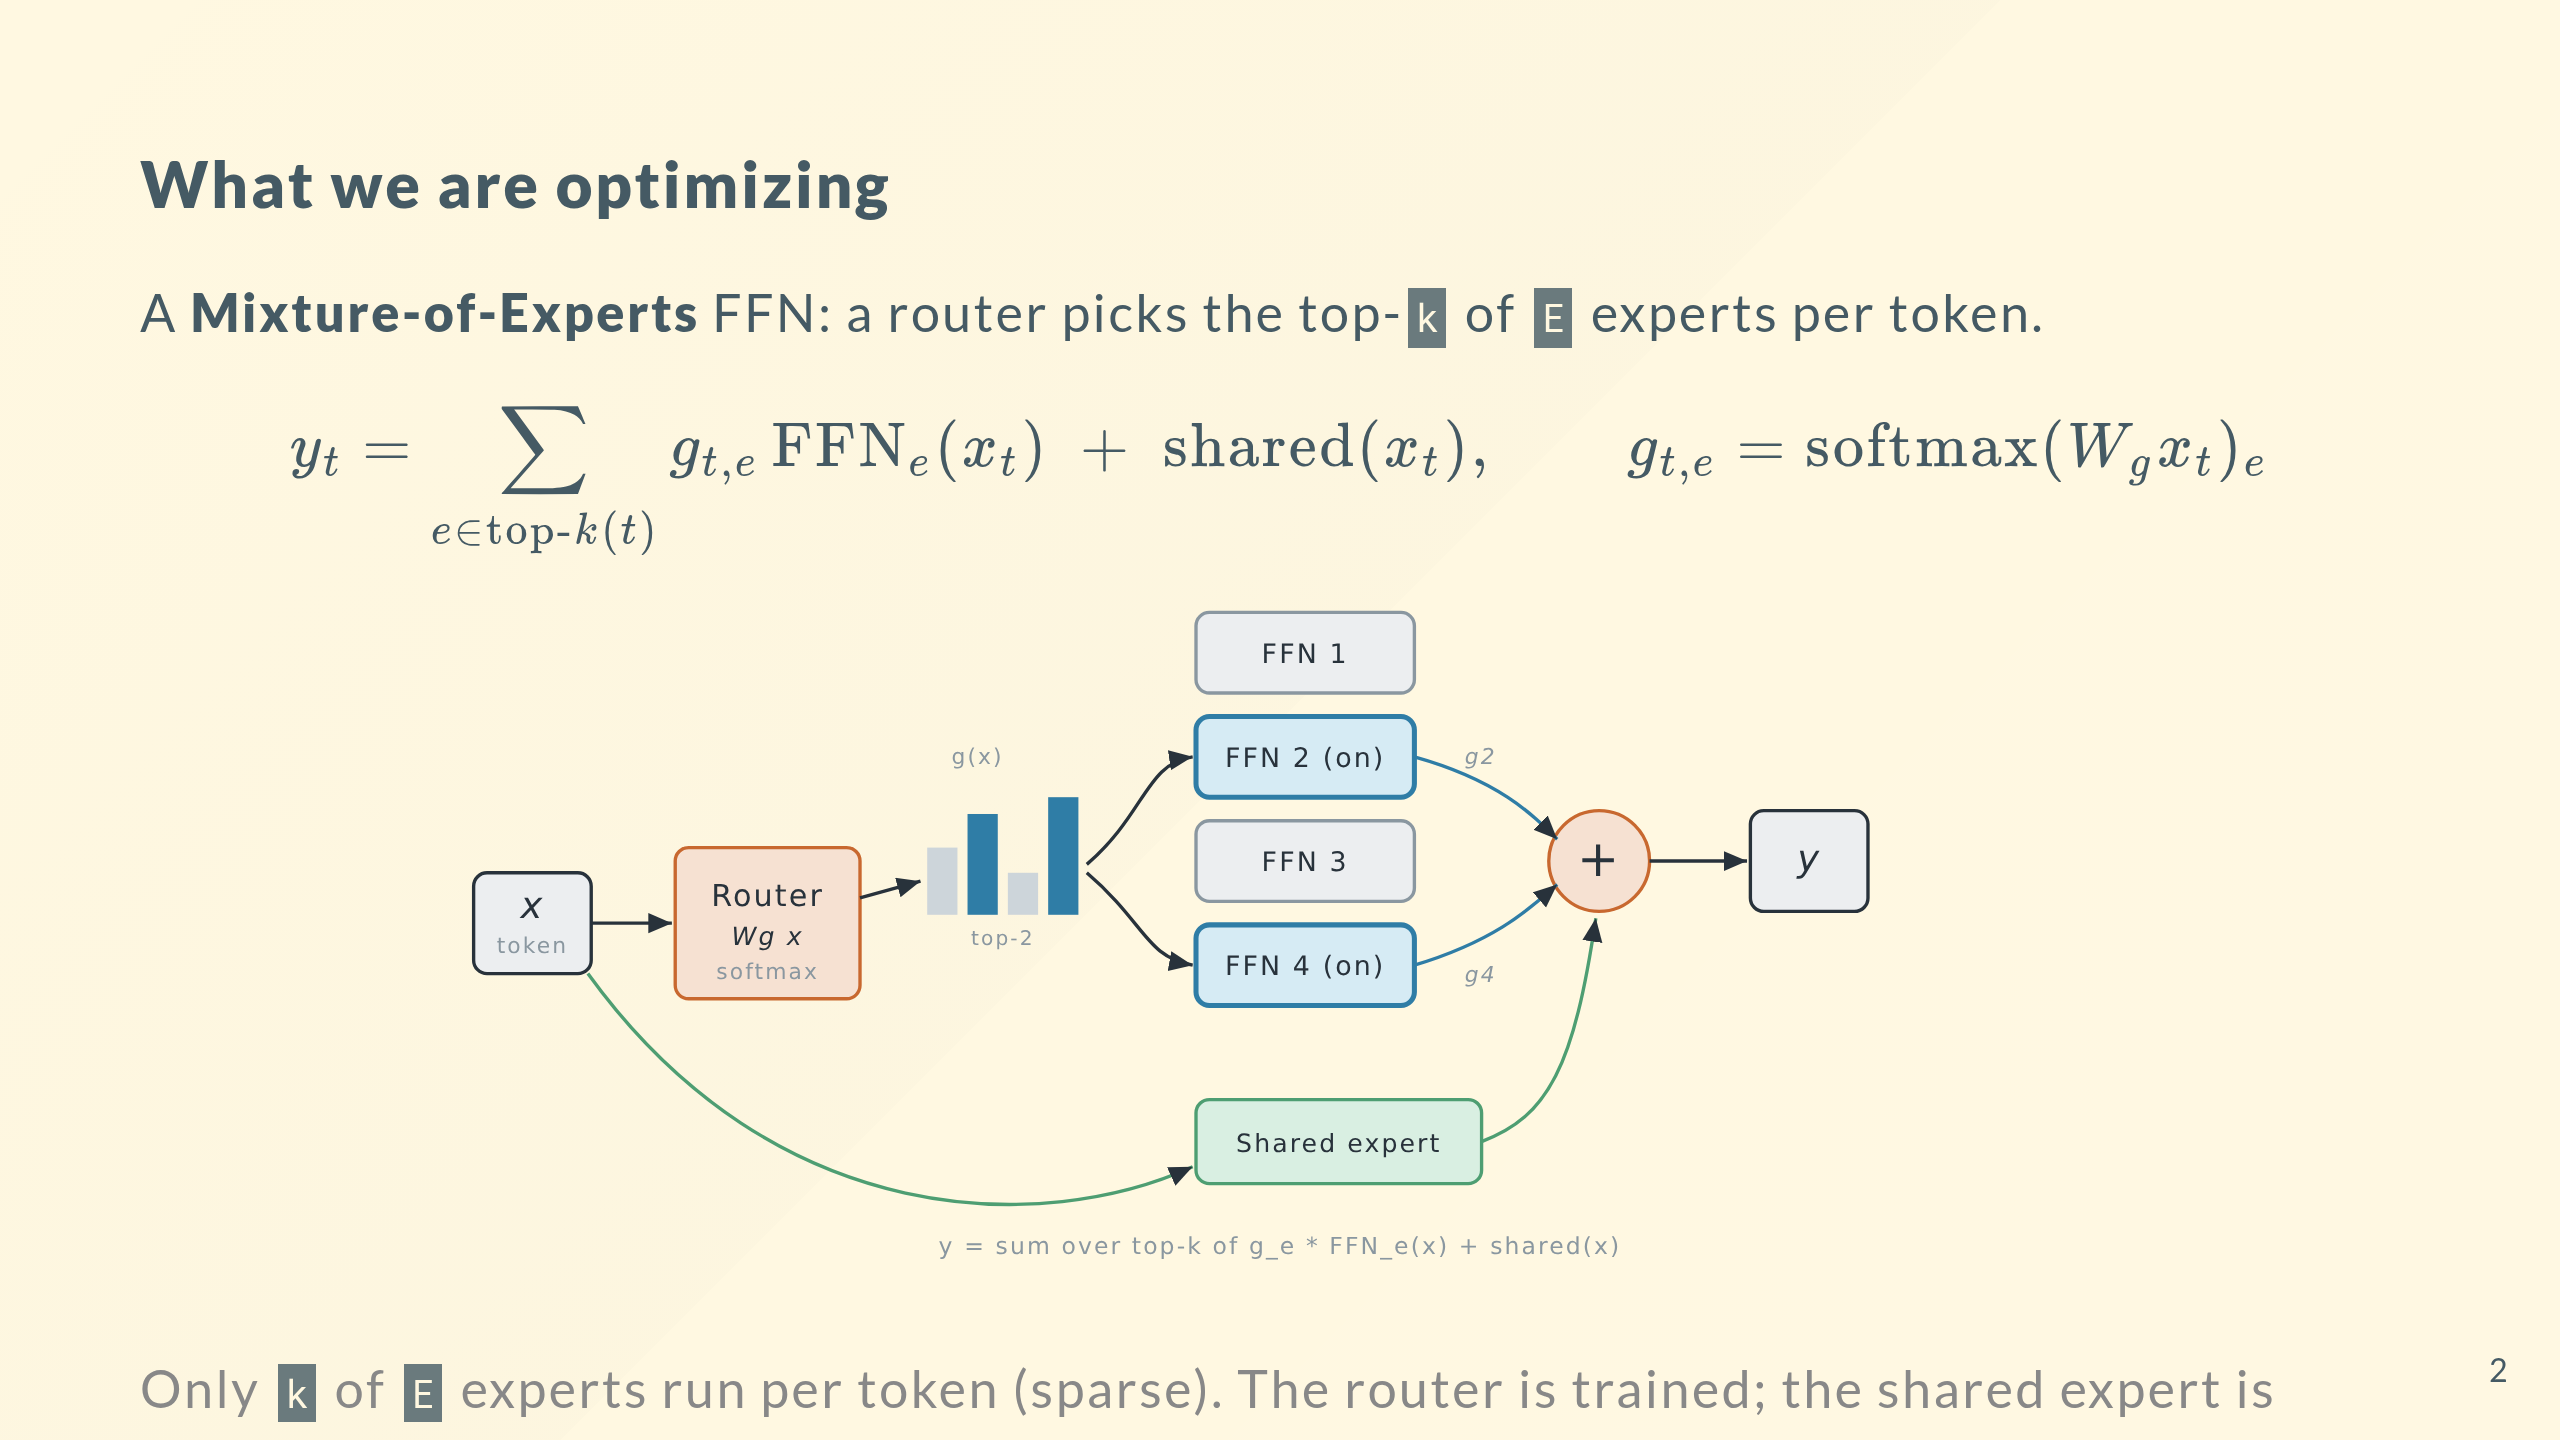 What we are optimizing
A Mixture-of-Experts FFN: a router picks the top-k of E experts per token.
y_t = ∑_{e∈top-k(t)} g_{t,e} FFN_e(x_t) + shared(x_t), g_{t,e} = softmax(W_g x_t)_e
FFN 1
g(x)
FFN 2 (on)
g2
x
token
Router
Wg x
softmax
top-2
FFN 3
+
y
FFN 4 (on)
g4
Shared expert
y = sum over top-k of g_e * FFN_e(x) + shared(x)
Only k of E experts run per token (sparse). The router is trained; the shared expert is
2